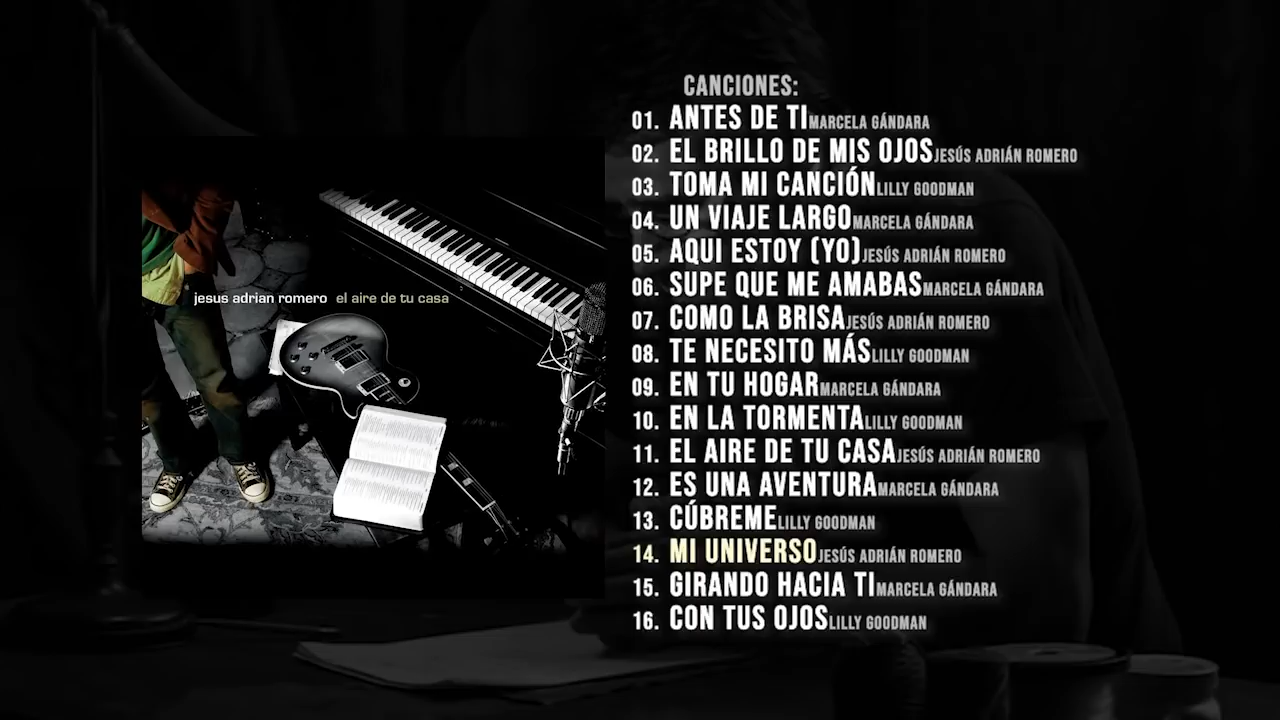 jesus adrian romero el aire de tu casa
CANCIONES:
01. ANTES DE TI MARCELA GÁNDARA
02. EL BRILLO DE MIS OJOS JESÚS ADRIÁN ROMERO
03. TOMA MI CANCIÓN LILLY GOODMAN
04. UN VIAJE LARGO MARCELA GÁNDARA
05. AQUI ESTOY (YO) JESÚS ADRIÁN ROMERO
06. SUPE QUE ME AMABAS MARCELA GÁNDARA
07. COMO LA BRISA JESÚS ADRIÁN ROMERO
08. TE NECESITO MÁS LILLY GOODMAN
09. EN TU HOGAR MARCELA GÁNDARA
10. EN LA TORMENTA LILLY GOODMAN
11. EL AIRE DE TU CASA JESÚS ADRIÁN ROMERO
12. ES UNA AVENTURA MARCELA GÁNDARA
13. CÚBREME LILLY GOODMAN
14. MI UNIVERSO JESÚS ADRIÁN ROMERO
15. GIRANDO HACIA TI MARCELA GÁNDARA
16. CON TUS OJOS LILLY GOODMAN